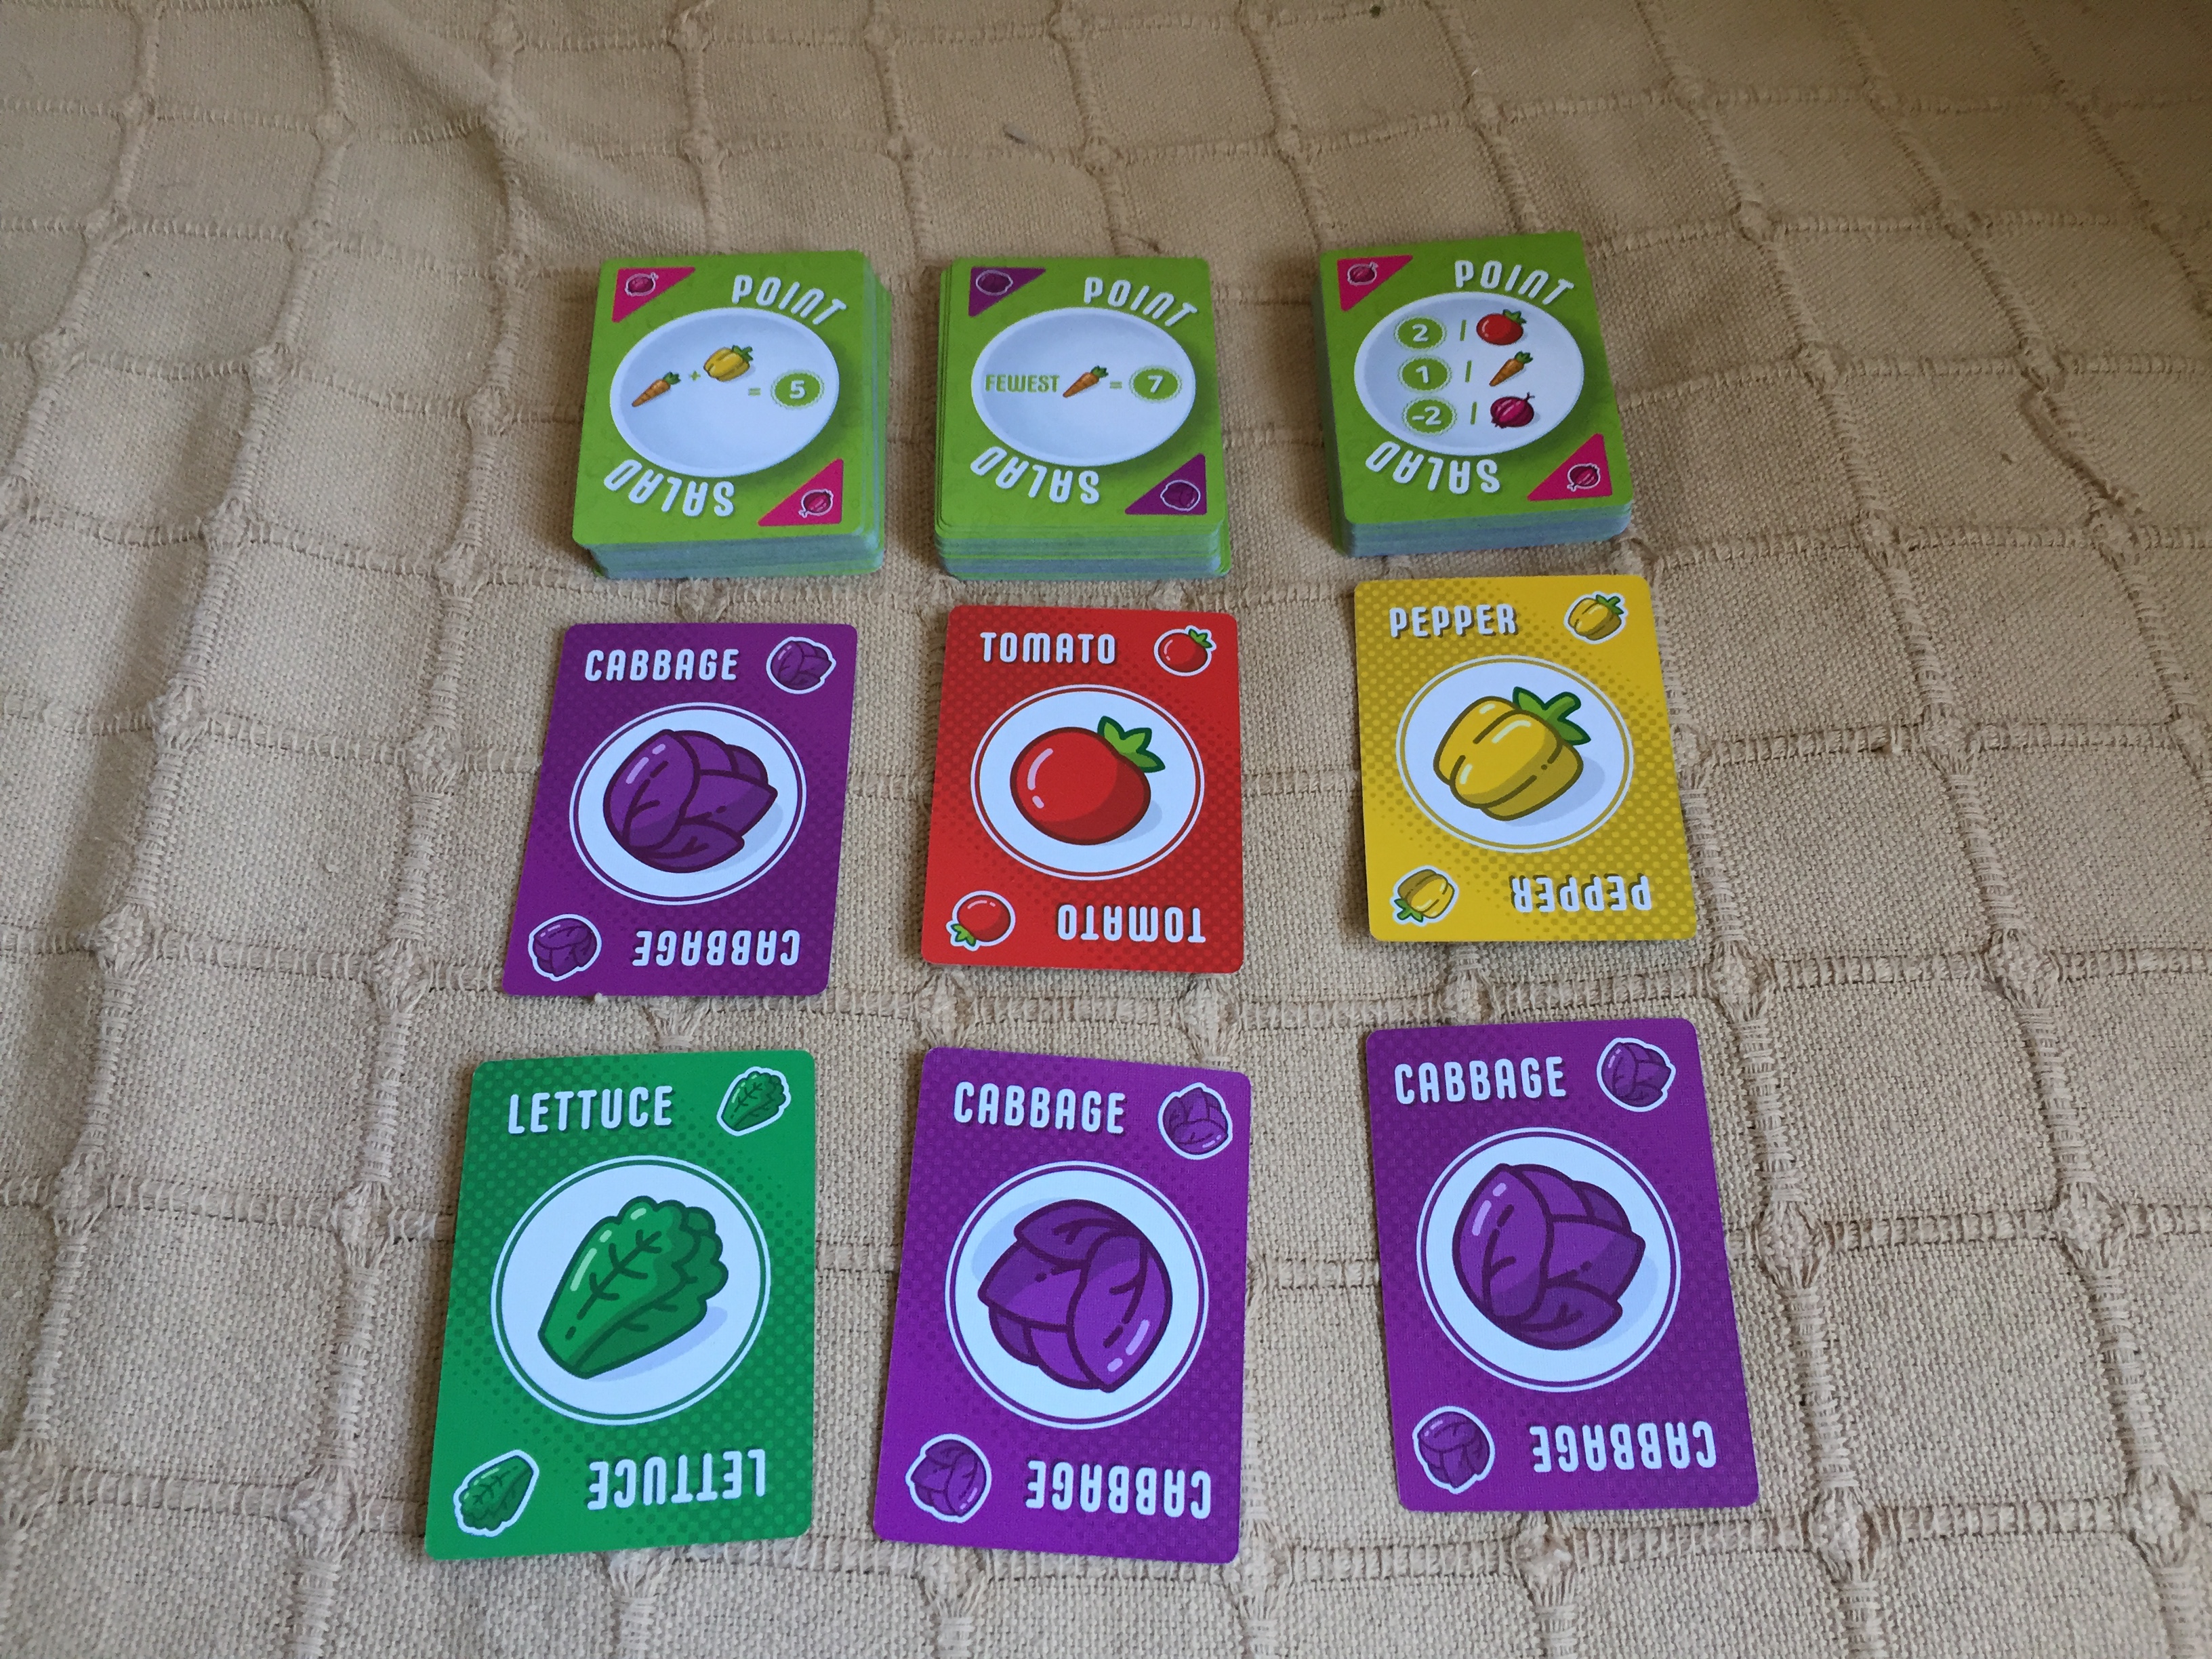 POINT
= 5
+
SALAD
POINT
FEWEST = 7
SALAD
POINT
2 /
1 /
-2 /
SALAD
CABBAGE
CABBAGE
TOMATO
TOMATO
PEPPER
PEPPER
LETTUCE
LETTUCE
CABBAGE
CABBAGE
CABBAGE
CABBAGE